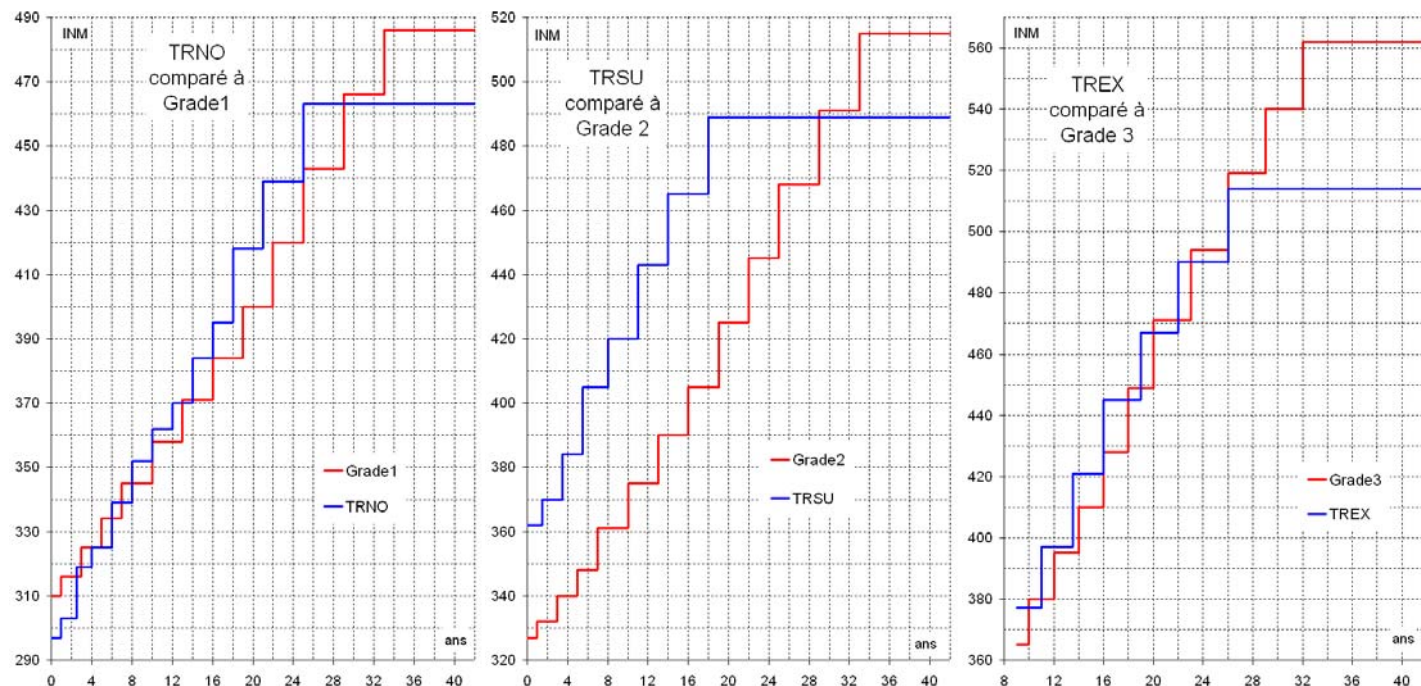 490
470
450
430
410
390
370
350
330
310
290
INM
TRNO
comparé à
Grade1
Grade1
TRNO
ans
0 4 8 12 16 20 24 28 32 36 40
520
500
480
460
440
420
400
380
360
340
320
INM
TRSU
comparé à
Grade 2
Grade2
TRSU
ans
0 4 8 12 16 20 24 28 32 36 40
560
540
520
500
480
460
440
420
400
380
360
INM
TREX
comparé à
Grade 3
Grade3
TREX
ans
8 12 16 20 24 28 32 36 40